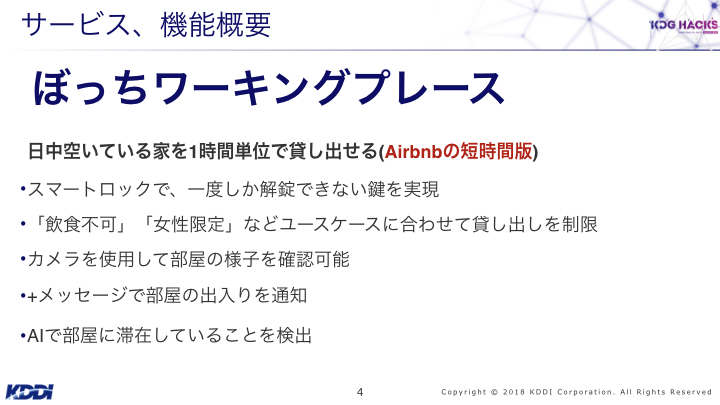 サービス、機能概要
KDG HACKS
ぼっちワーキングプレース
日中空いている家を1時間単位で貸し出せる(Airbnbの短時間版)
•スマートロックで、一度しか解錠できない鍵を実現
•「飲食不可」「女性限定」などユースケースに合わせて貸し出しを制限
•カメラを使用して部屋の様子を確認可能
•+メッセージで部屋の出入りを通知
•AIで部屋に滞在していることを検出
KDDI
4
Copyright © 2018 KDDI Corporation. All Rights Reserved